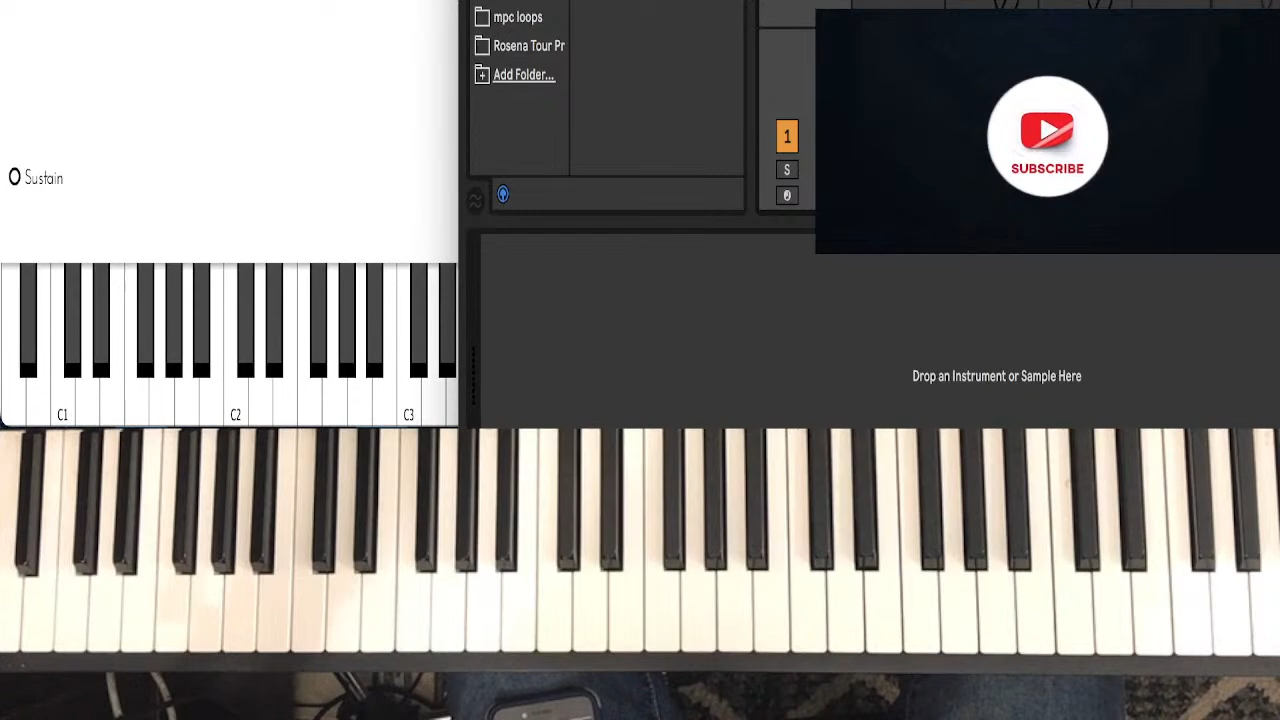 mpc loops
Rosena Tour Pr
Add Folder...
1
S
SUBSCRIBE
Sustain
Drop an Instrument or Sample Here
C1
C2
C3